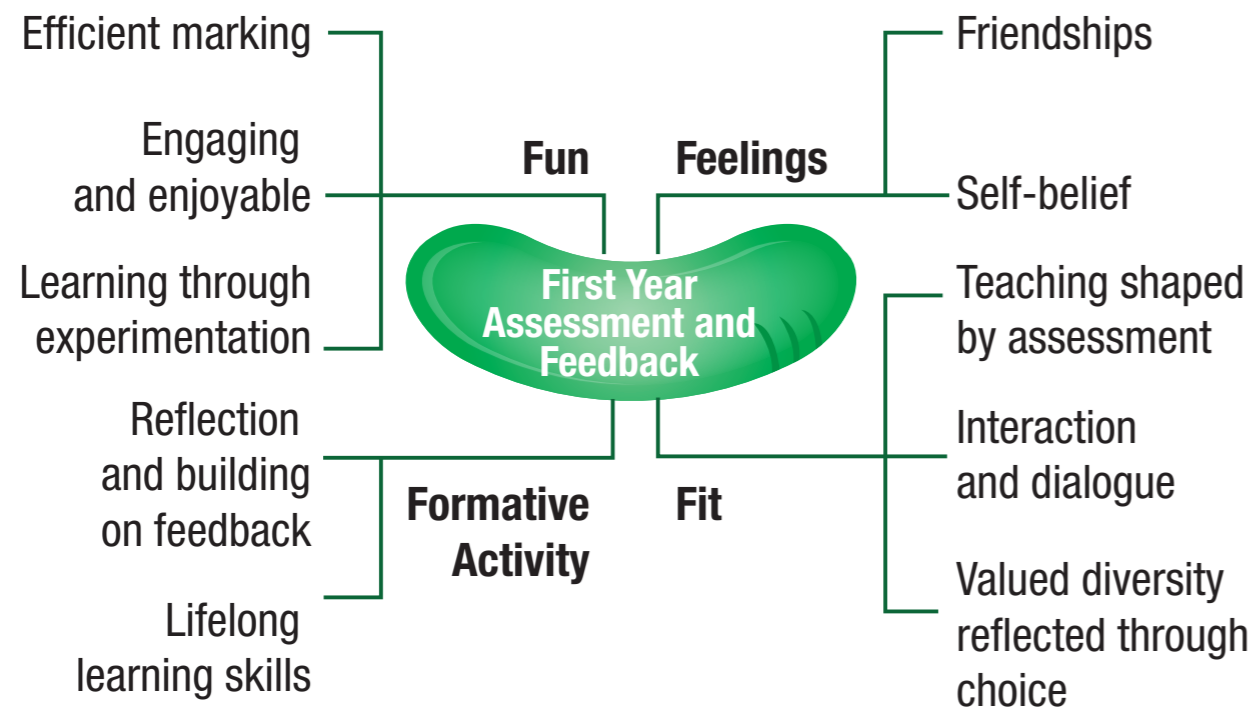 Efficient marking
Engaging
and enjoyable
Learning through
experimentation
Fun
Feelings
Friendships
Self-belief
First Year
Assessment and
Feedback
Reflection
and building
on feedback
Lifelong
learning skills
Formative
Activity
Fit
Teaching shaped
by assessment
Interaction
and dialogue
Valued diversity
reflected through
choice